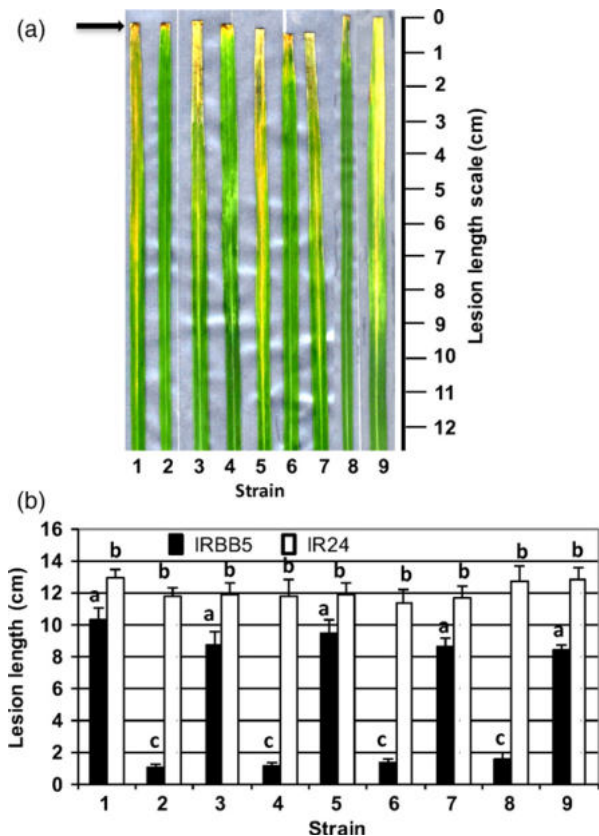 (a)
0
1
2
3
4
5
6
7
8
9
10
11
12
Lesion length scale (cm)
1 2 3 4 5 6 7 8 9
Strain
(b)
IRBB5 IR24
16
14
12
10
8
6
4
2
0
Lesion length (cm)
a b
c b
a b
c b
a b
c b
a b
c b
a b
1 2 3 4 5 6 7 8 9
Strain